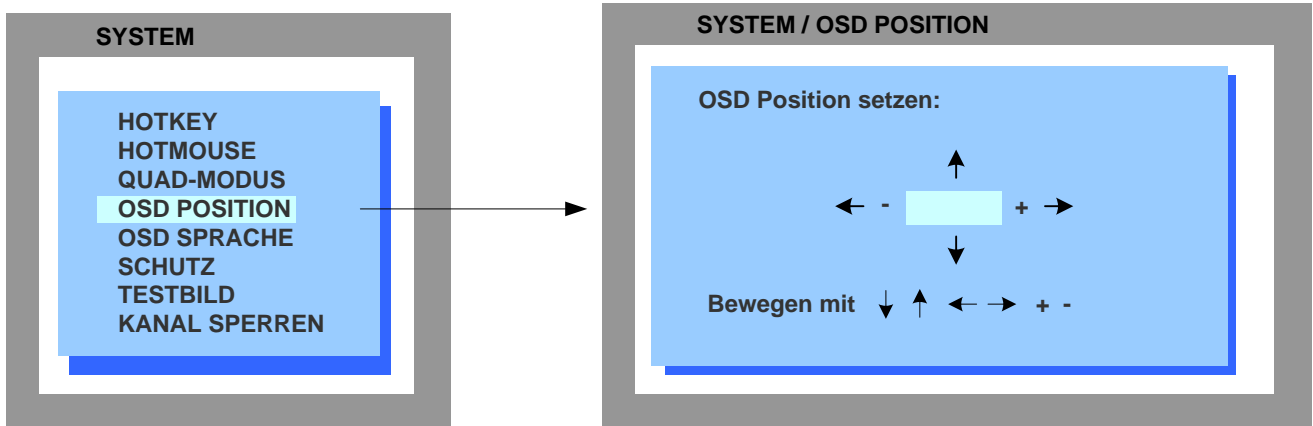 SYSTEM
HOTKEY
HOTMOUSE
QUAD-MODUS
OSD POSITION
OSD SPRACHE
SCHUTZ
TESTBILD
KANAL SPERREN
SYSTEM / OSD POSITION
OSD Position setzen:
↑
← - + →
↓
Bewegen mit ↓ ↑ ← → + -